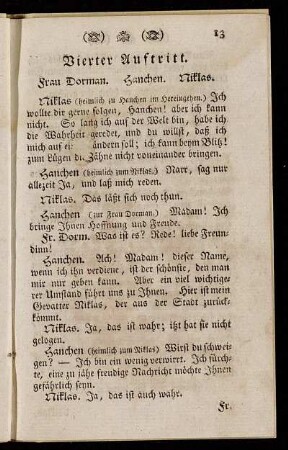 13
Vierter Auftritt.
Frau Dorman. Hanchen. Niklas.
Niklas (heimlich zu Hanchen im Hereingehen.) Ich
wollte dir gerne folgen, Hanchen! aber ich kann
nicht. So lang ich auf der Welt bin, habe ich
die Wahrheit geredet, und du willst, daß ich
mich auf ei ändern soll; ich kann beym Blitz!
zum Lügen die Zähne nicht voneinander bringen.
Hanchen (heimlich zum Niklas.) Narr, sag nur
allezeit Ja, und laß mich reden.
Niklas. Das läßt sich noch thun.
Hanchen (zur Frau Dorman.) Madam! Ich
bringe Ihnen Hoffnung und Freude.
Fr. Dorm. Was ist es? Rede! liebe Freun-
dinn!
Hanchen. Ach! Madam! dieser Name,
wenn ich ihn verdiene, ist der schönste, den man
mir nur geben kann. Aber ein viel wichtige-
rer Umstand führt uns zu Ihnen. Hier ist mein
Gevatter Niklas, der aus der Stadt zurück-
kömmt.
Niklas. Ja, das ist wahr; itzt hat sie nicht
gelogen.
Hanchen (heimlich zum Niklas) Wirst du schwei-
gen? — Ich bin ein wenig verwirrt. Ich fürch-
te, eine zu jähe freudige Nachricht möchte Ihnen
gefährlich seyn.
Niklas. Ja, das ist auch wahr.
Fr.